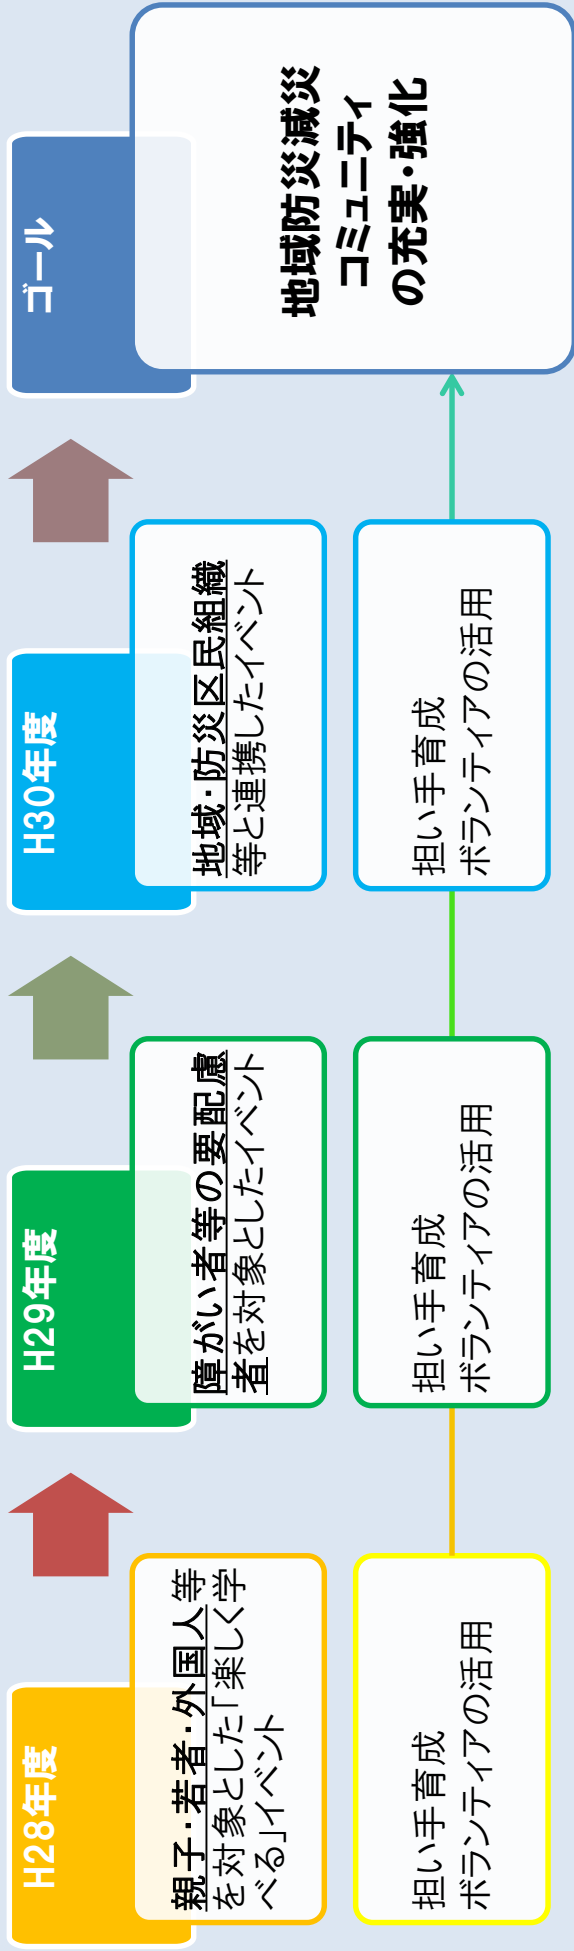 H28年度
親子・若者・外国人等
を対象とした「楽しく学
べる」イベント
担い手育成
ボランティアの活用
H29年度
障がい者等の要配慮
者を対象としたイベント
担い手育成
ボランティアの活用
H30年度
地域・防災区民組織
等と連携したイベント
担い手育成
ボランティアの活用
ゴール
地域防災減災
コミュニティ
の充実・強化